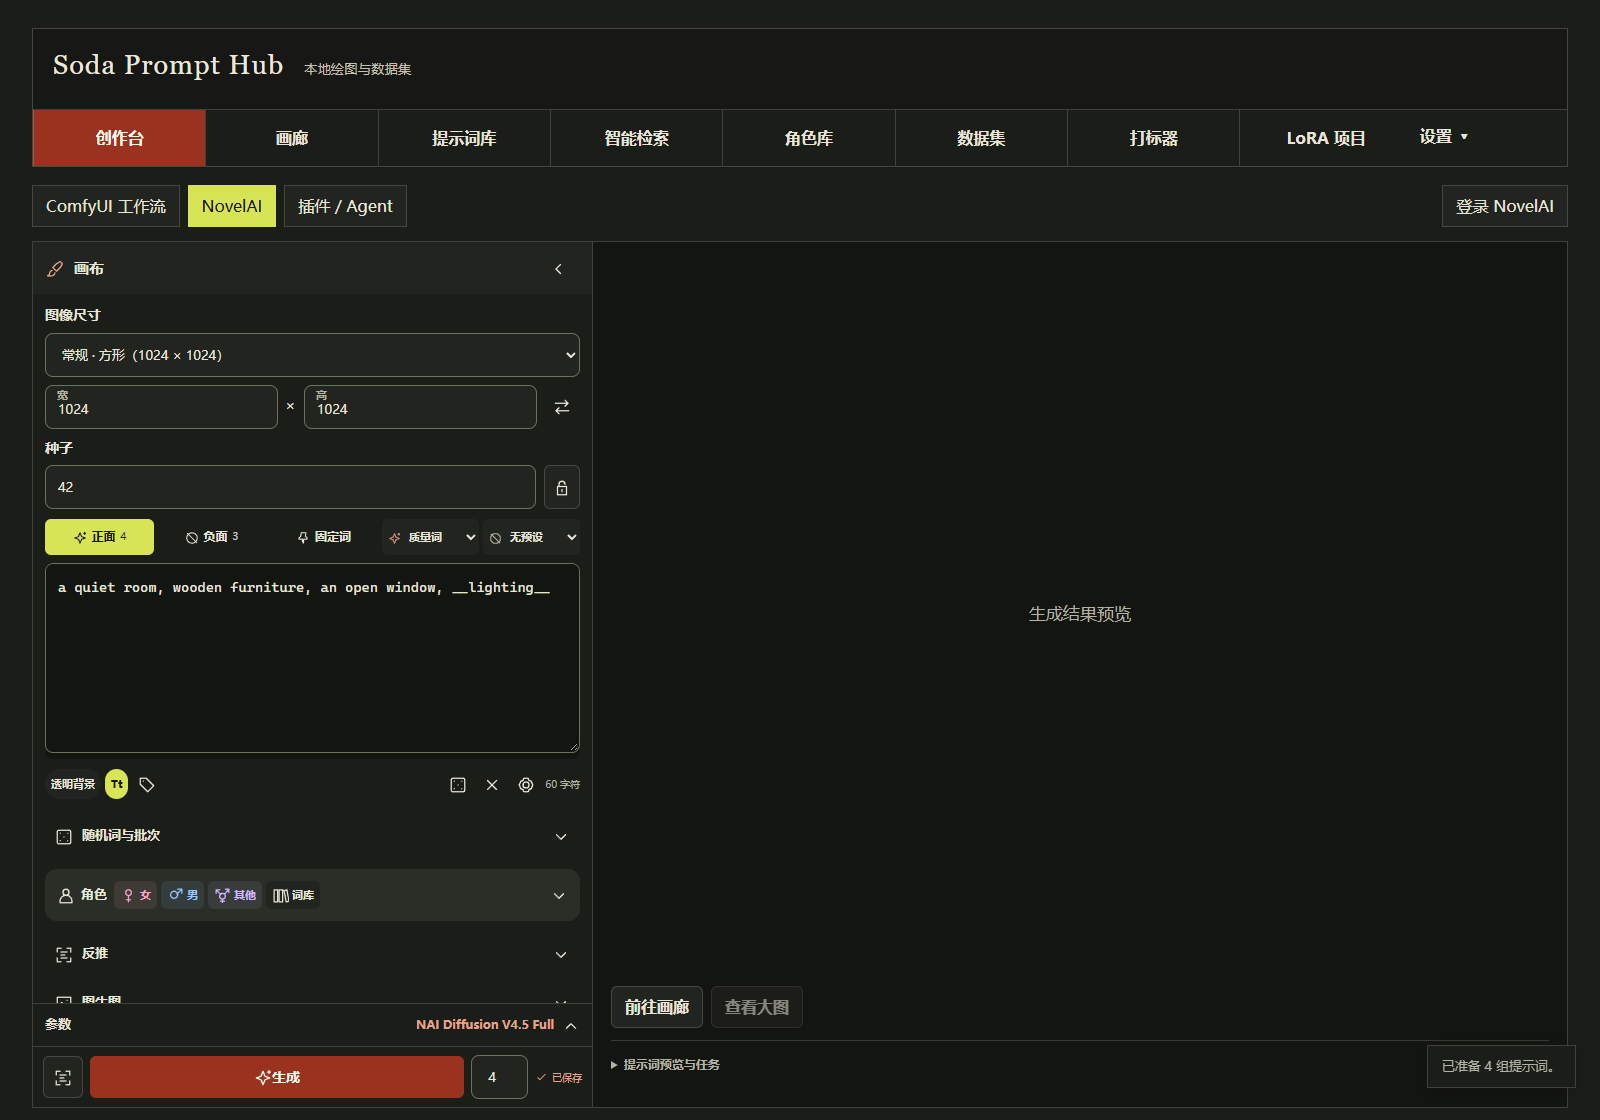 Soda Prompt Hub 本地绘图与数据集
创作台 画廊 提示词库 智能检索 角色库 数据集 打标器 LoRA 项目 设置
ComfyUI 工作流 NovelAI 插件 / Agent 登录 NovelAI
画布
图像尺寸
常规 · 方形（1024 × 1024）
宽 高
1024 × 1024
种子
42
正面 4 负面 3 固定词 质量词 无预设
a quiet room, wooden furniture, an open window, __lighting__
生成结果预览
透明背景 Tt 60 字符
随机词与批次
角色 女 男 其他 词库
反推
图生图
前往画廊 查看大图
参数 NAI Diffusion V4.5 Full
提示词预览与任务
已准备 4 组提示词。
生成 4 已保存